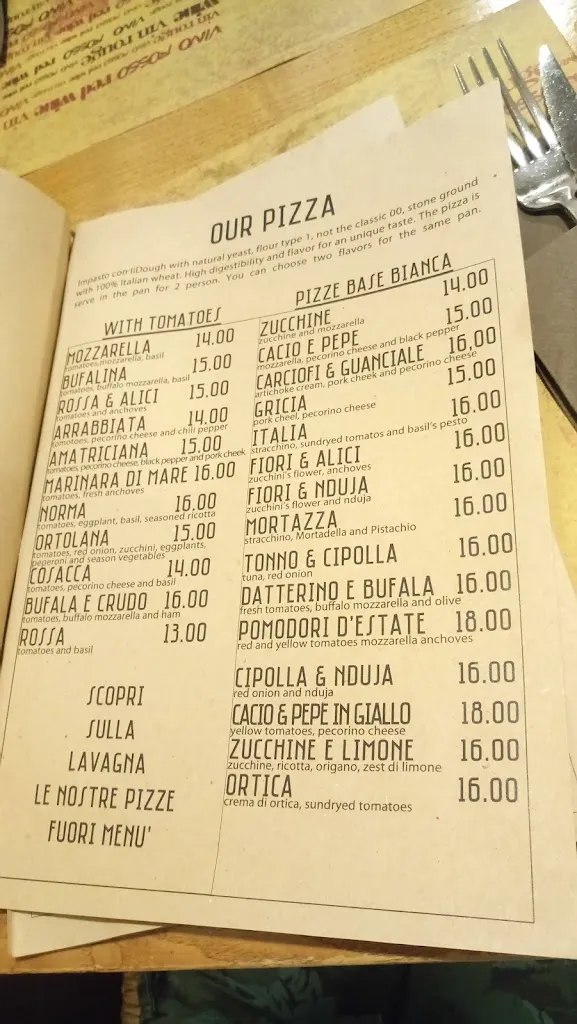 VINO ROSSO red wine vin rouge
OUR PIZZA
Impasto con liDough with natural yeast, flour type 1, not the classic 00, stone ground
with 100% Italian wheat. High digestibility and flavor for an unique taste. The pizza is
serve in the pan for 2 person. You can choose two flavors for the same pan.
WITH TOMATOES
MOZZARELLA 14.00
tomatoes, mozzarella, basil
BUFALINA 15.00
tomatoes, buffalo mozzarella, basil
ROSSA & ALICI 15.00
tomatoes and anchoves
ARRABBIATA 14.00
tomotoes, pecorino cheese and chili pepper
AMATRICIANA 15.00
tomatoes, pecorino cheese, black pepper and pork cheek
MARINARA DI MARE 16.00
tomatoes, fresh anchoves
NORMA 16.00
tomatoes, eggplant, basil, seasoned ricotta
ORTOLANA 15.00
tomatoes, red onion, zucchini, eggplants,
peperoni and season vegetables
COSACCA 14.00
tomatoes, pecorino cheese and basil
BUFALA E CRUDO 16.00
tomatoes, buffalo mozzarella and ham
ROSSA 13.00
tomatoes and basil
SCOPRI
SULLA
LAVAGNA
LE NOSTRE PIZZE
FUORI MENU'
PIZZE BASE BIANCA
ZUCCHINE 14.00
zucchine and mozzarella
CACIO E PEPE 15.00
mozzarella, pecorino cheese and black pepper
CARCIOFI & GUANCIALE 16,00
artichoke cream, pork cheek and pecorino cheese
GRICIA 15.00
pork cheel, pecorino cheese
ITALIA 16.00
stracchino, sundryed tomatos and basil's pesto
FIORI & ALICI 16.00
zucchini's flower, anchoves
FIORI & NDUJA 16.00
zucchini's flower and nduja
MORTAZZA 16.00
stracchino, Mortadella and Pistachio
TONNO & CIPOLLA 16.00
tuna, red onion
DATTERINO E BUFALA 16.00
fresh tomatoes, buffalo mozzarella and olive
POMODORI D'ESTATE 18.00
red and yellow tomatoes mozzarella anchoves
CIPOLLA & NDUJA 16.00
red onion and nduja
CACIO & PEPE IN GIALLO 18.00
yellow tomatoes, pecorino cheese
ZUCCHINE E LIMONE 16.00
zucchine, ricotta, origano, zest di limone
ORTICA 16.00
crema di ortica, sundryed tomatoes